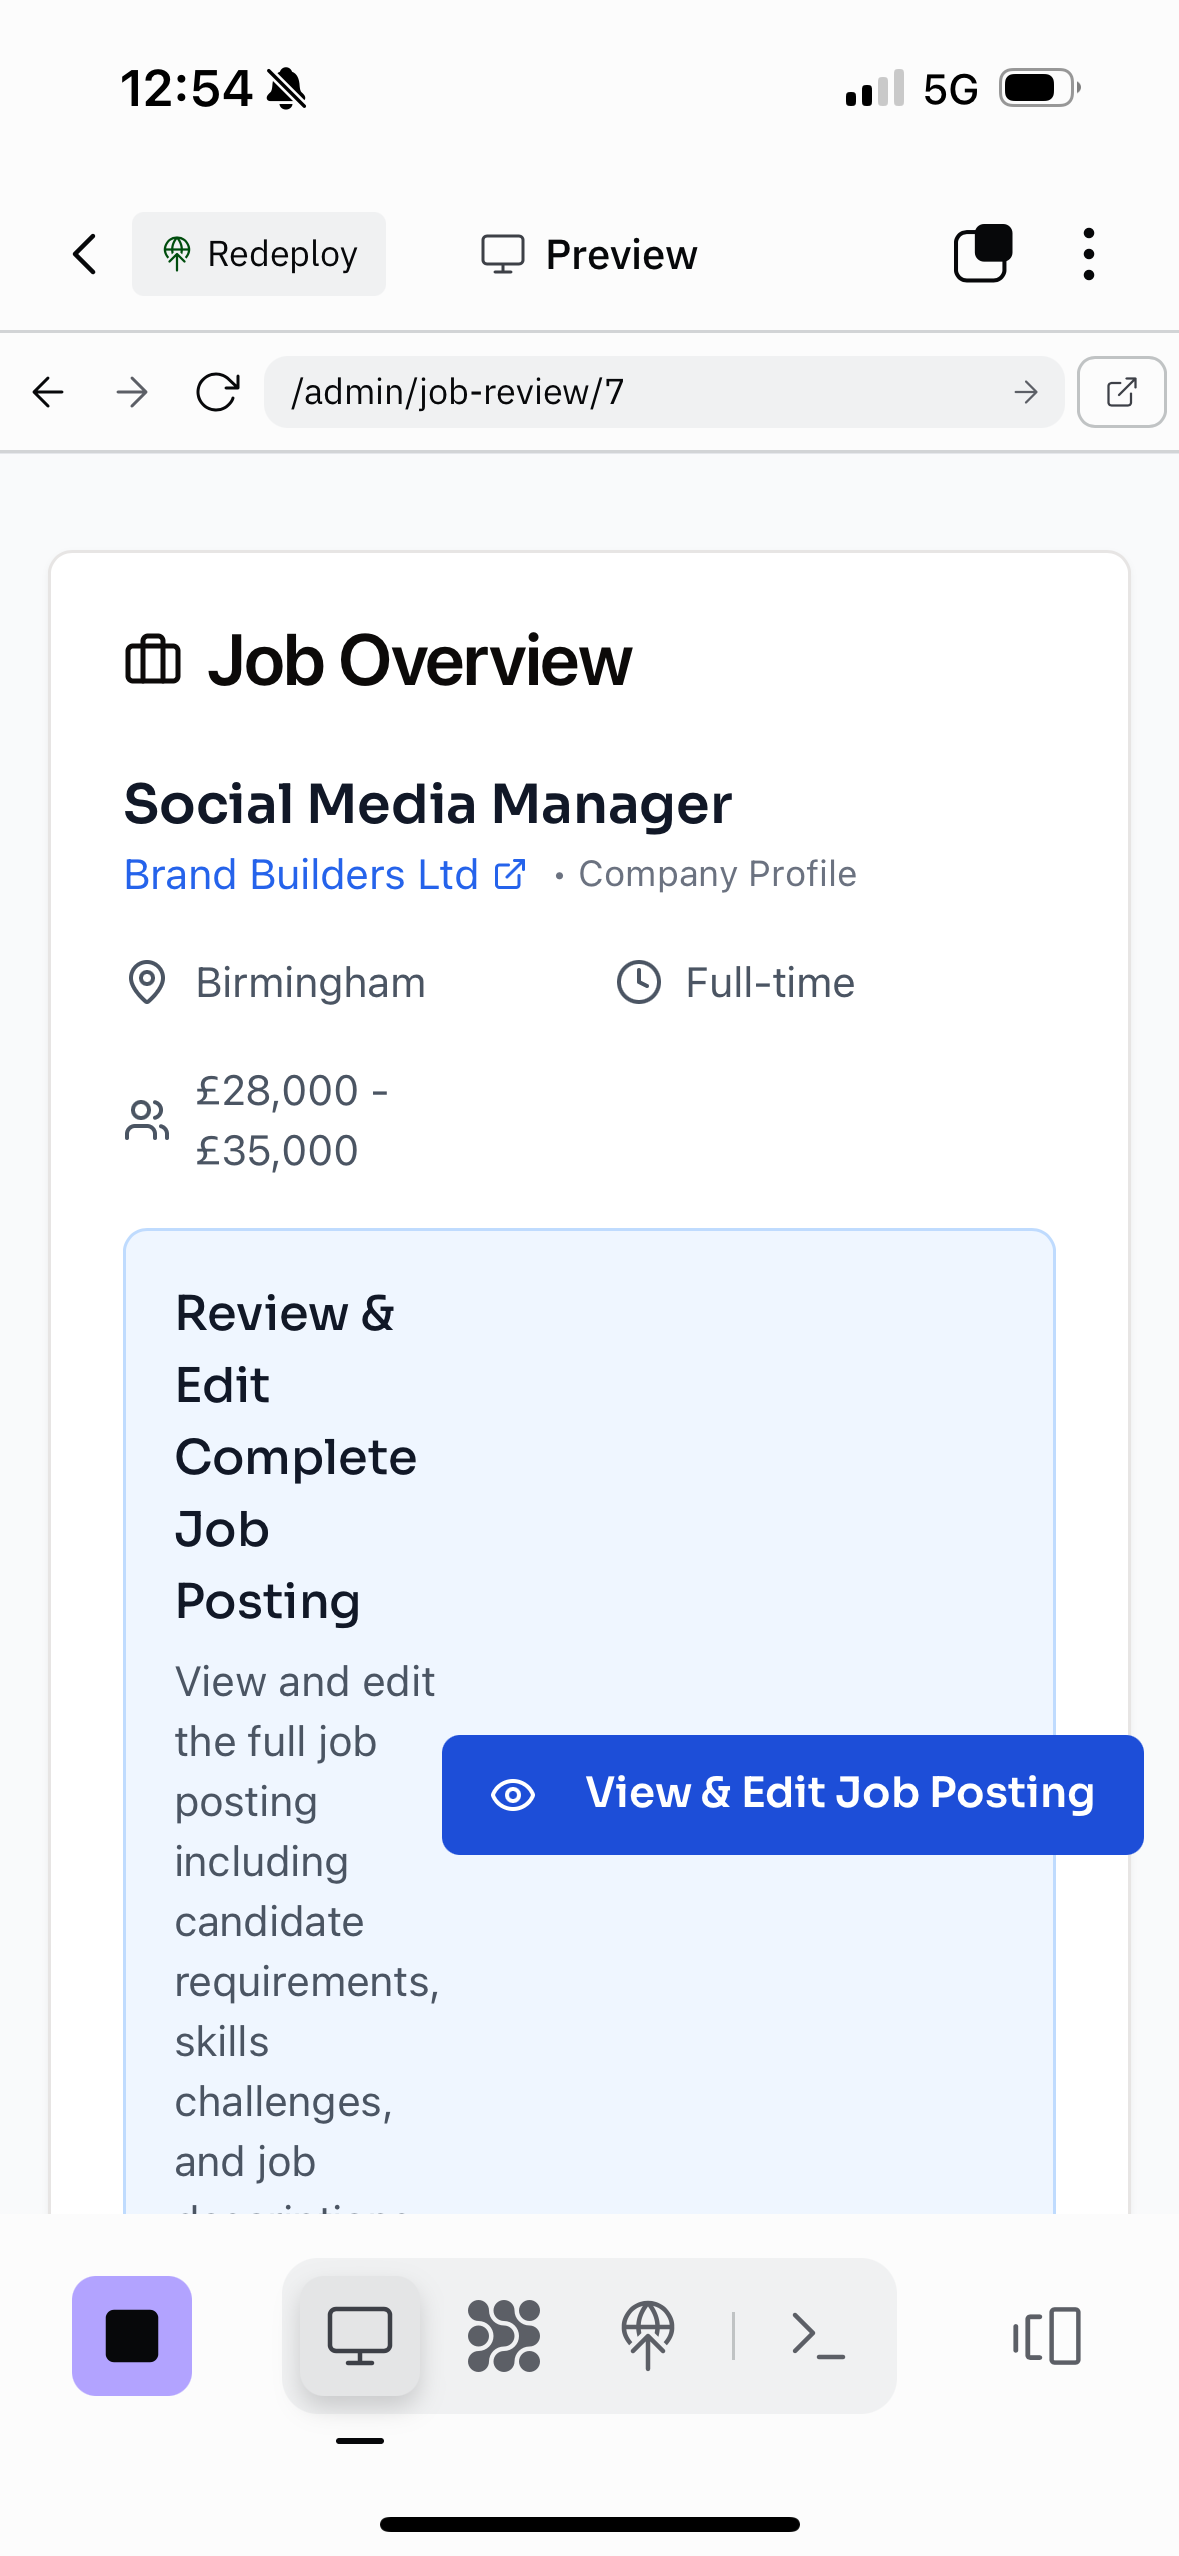 12:54
5G
Redeploy
Preview
/admin/job-review/7
Job Overview
Social Media Manager
Brand Builders Ltd • Company Profile
Birmingham
Full-time
£28,000 -
£35,000
Review &
Edit
Complete
Job
Posting
View and edit
the full job
posting
including
candidate
requirements,
skills
challenges,
and job
View & Edit Job Posting